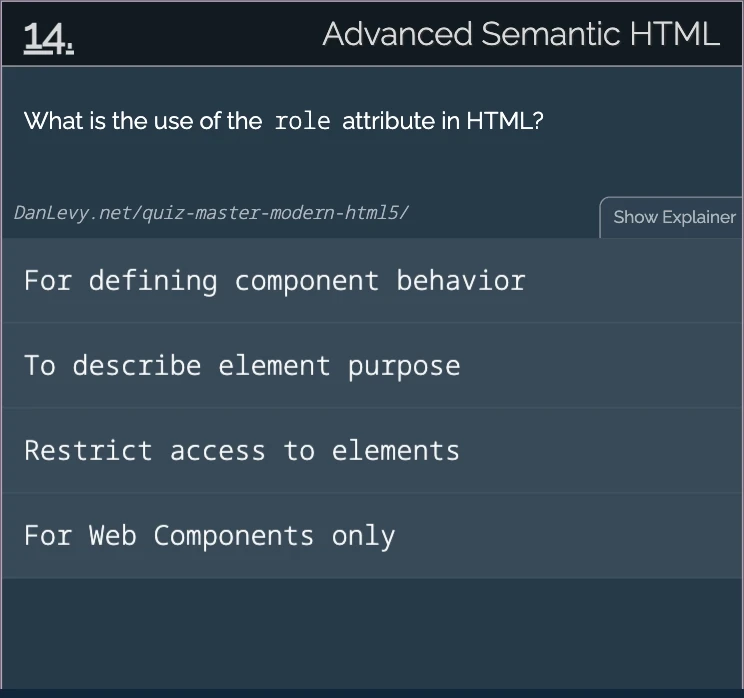 14.
Advanced Semantic HTML
What is the use of the role attribute in HTML?
DanLevy.net/quiz-master-modern-html5/
Show Explainer
For defining component behavior
To describe element purpose
Restrict access to elements
For Web Components only